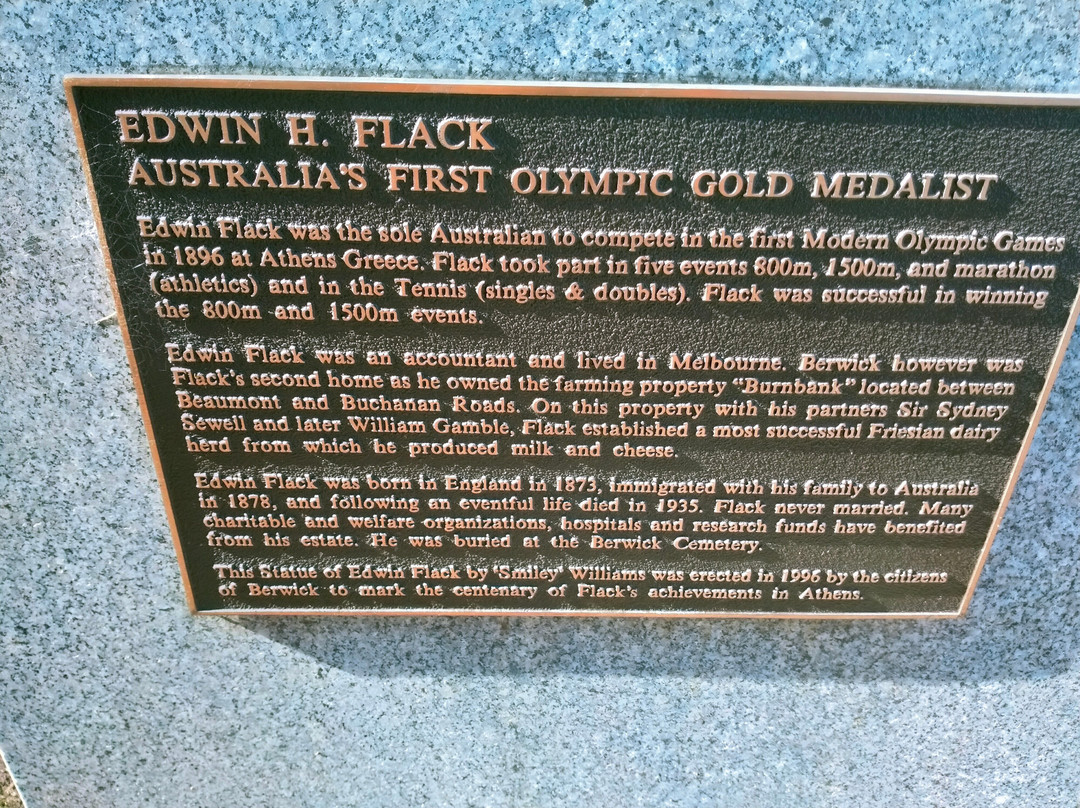 EDWIN H. FLACK
AUSTRALIA'S FIRST OLYMPIC GOLD MEDALIST
Edwin Flack was the sole Australian to compete in the first Modern Olympic Games
in 1896 at Athens Greece. Flack took part in five events 800m, 1500m, and marathon
(athletics) and in the Tennis (singles & doubles). Flack was successful in winning
the 800m and 1500m events.
Edwin Flack was an accountant and lived in Melbourne. Berwick however was
Flack's second home as he owned the farming property "Burnbank" located between
Beaumont and Buchanan Roads. On this property with his partners Sir Sydney
Sewell and later William Gamble, Flack established a most successful Friesian dairy
herd from which he produced milk and cheese.
Edwin Flack was born in England in 1873, immigrated with his family to Australia
in 1878, and following an eventful life died in 1935. Flack never married. Many
charitable and welfare organizations, hospitals and research funds have benefited
from his estate. He was buried at the Berwick Cemetery.
This Statue of Edwin Flack by 'Smiley' Williams was erected in 1996 by the citizens
of Berwick to mark the centenary of Flack's achievements in Athens.